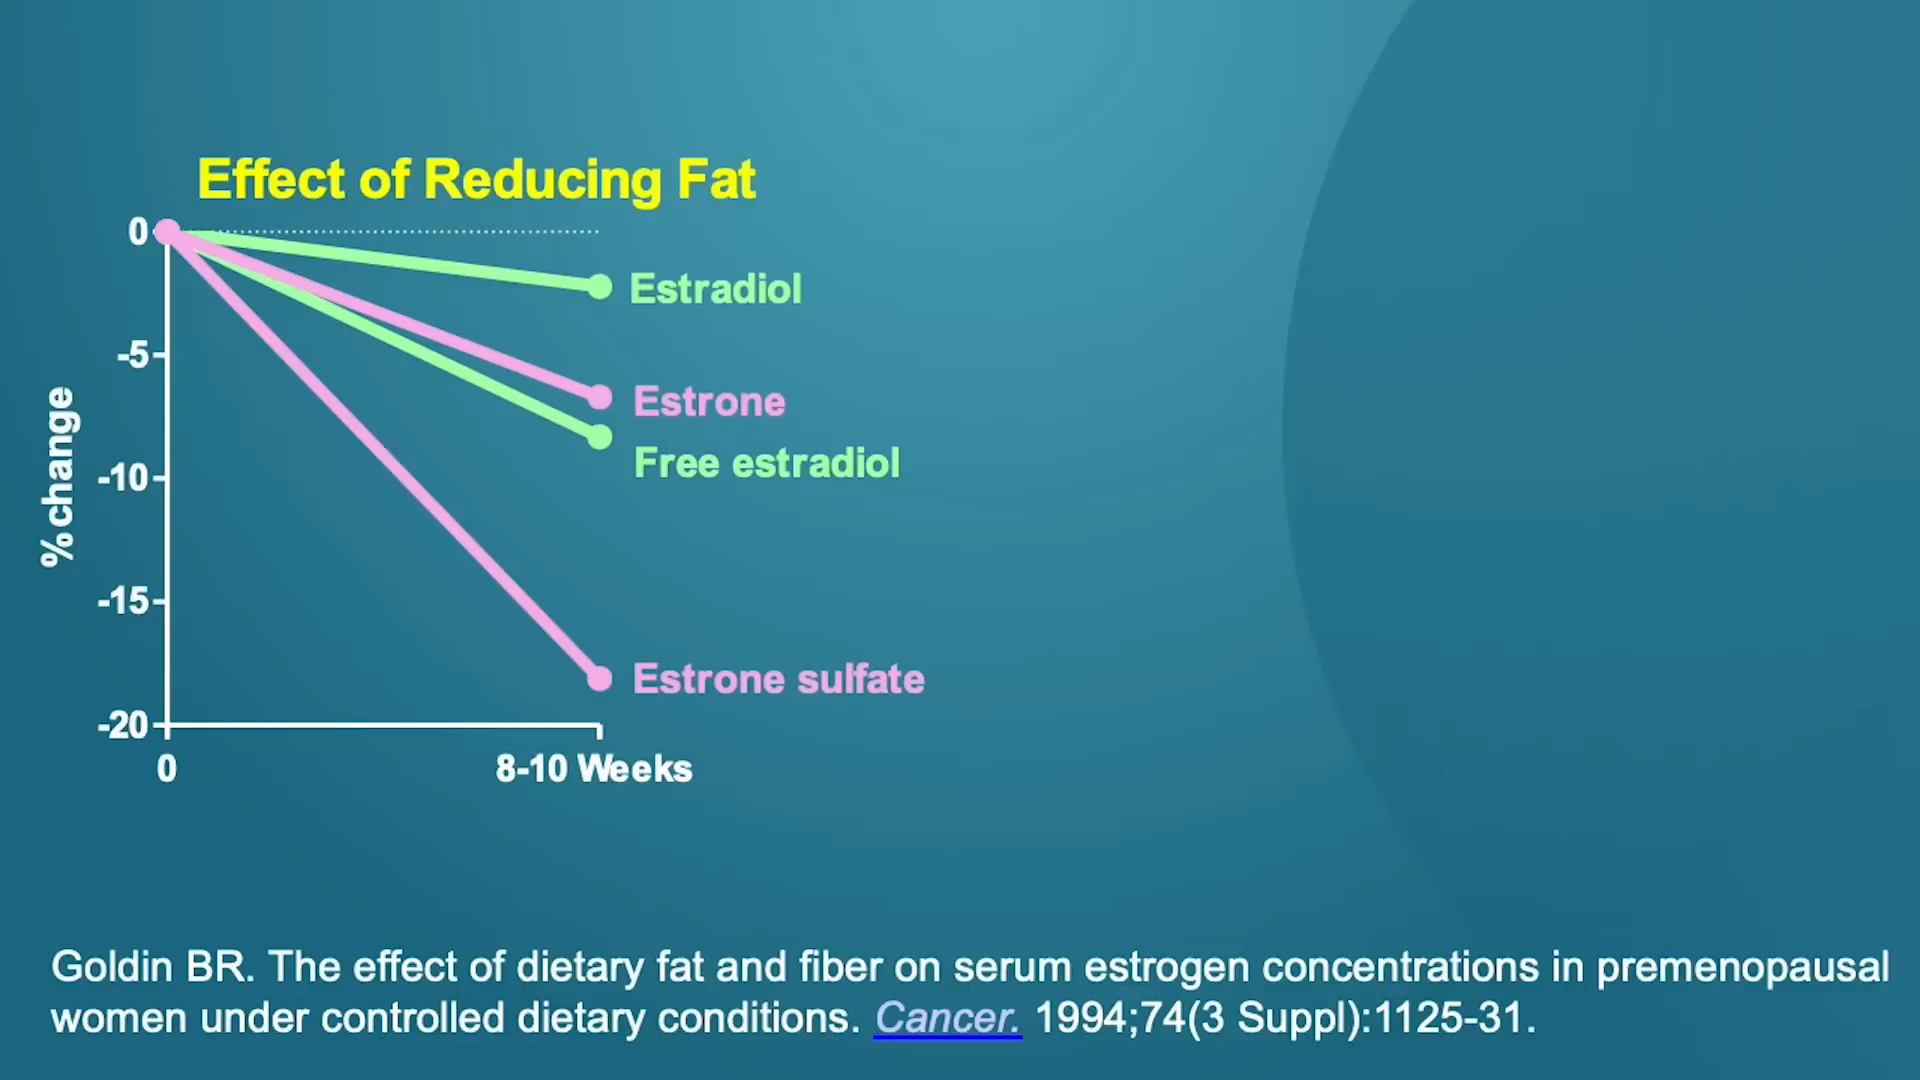 Effect of Reducing Fat
0
Estradiol
-5
Estrone
Free estradiol
-10
% change
-15
Estrone sulfate
-20
0
8-10 Weeks
Goldin BR. The effect of dietary fat and fiber on serum estrogen concentrations in premenopausal
women under controlled dietary conditions. Cancer. 1994;74(3 Suppl):1125-31.